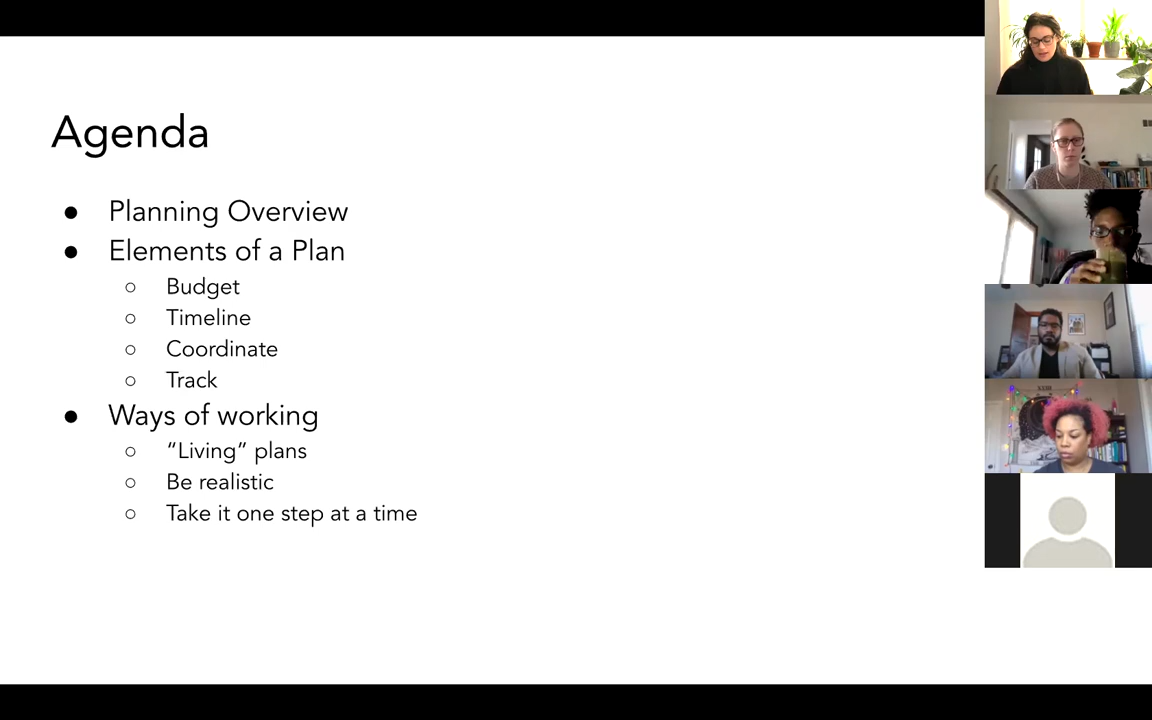 Agenda
● Planning Overview
● Elements of a Plan
○ Budget
○ Timeline
○ Coordinate
○ Track
● Ways of working
○ “Living” plans
○ Be realistic
○ Take it one step at a time